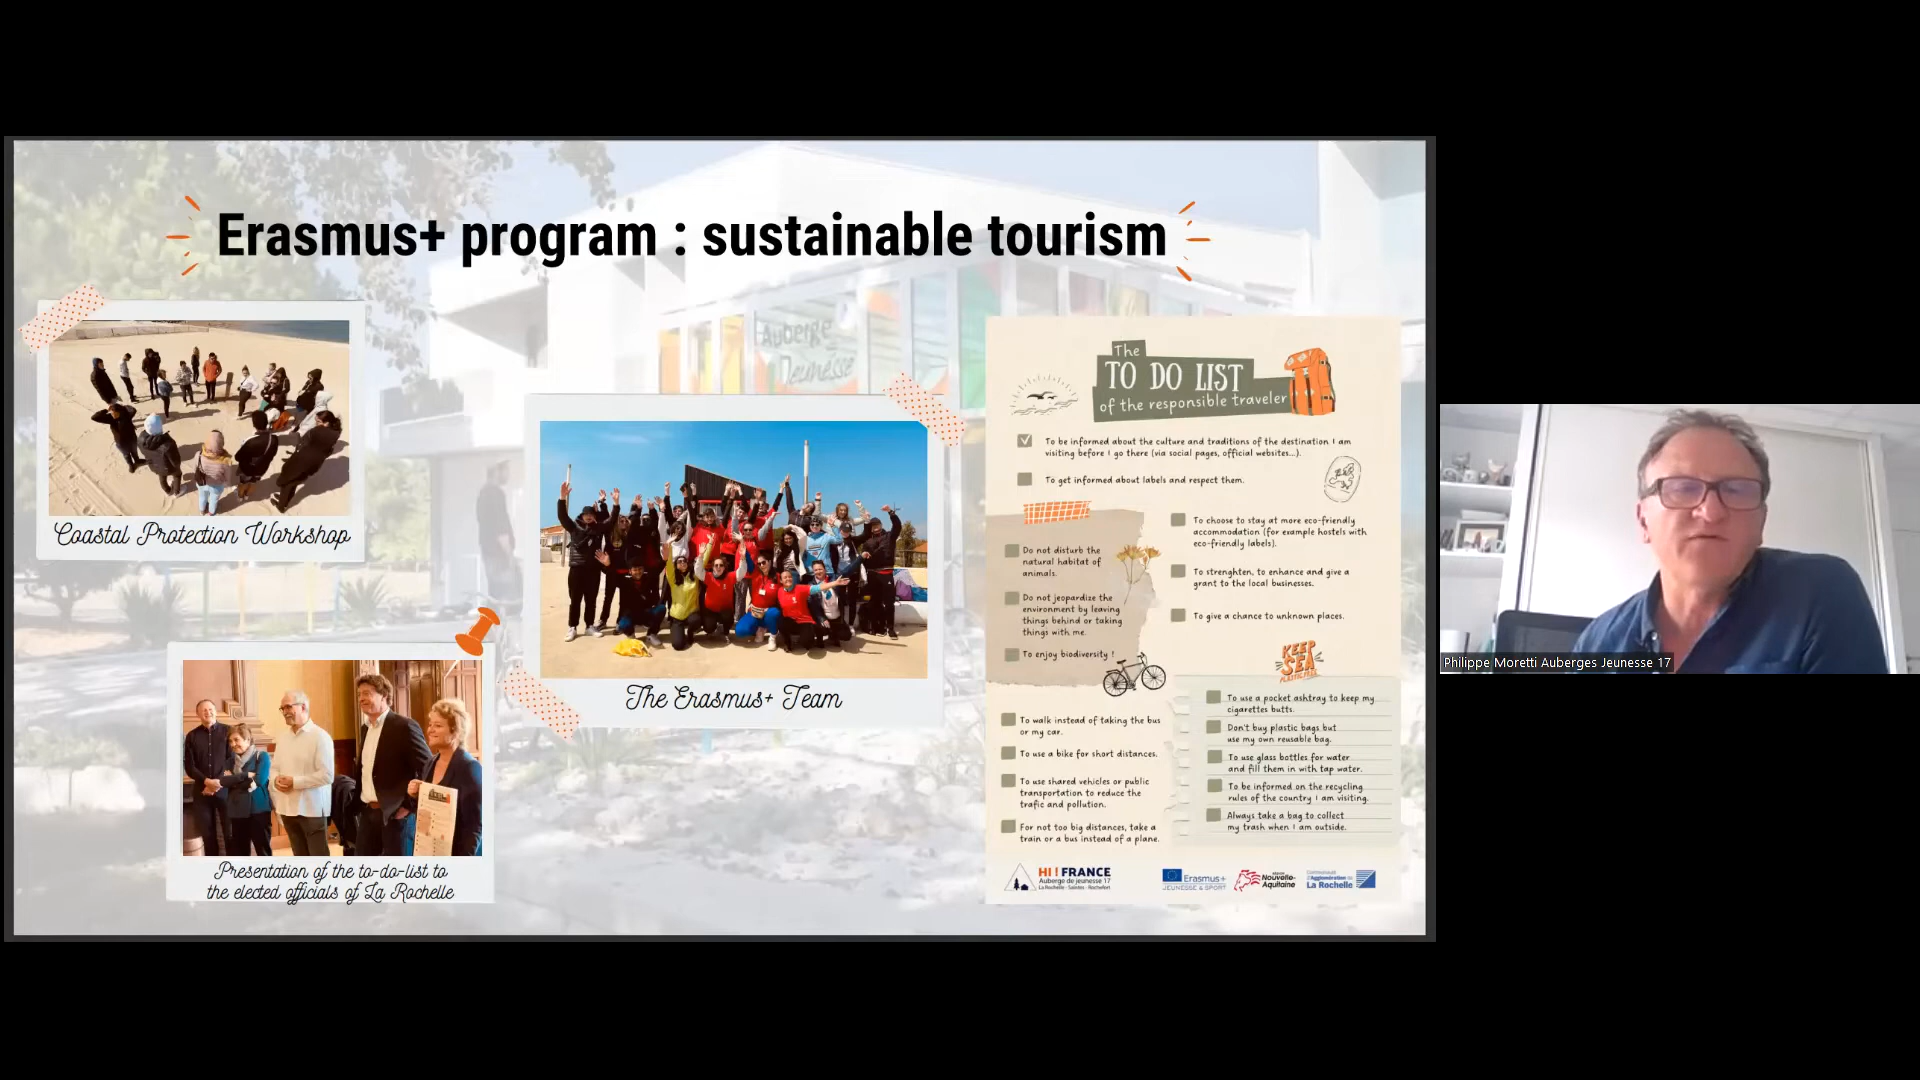 Erasmus+ program : sustainable tourism
Auberge
Jeunesse
Coastal Protection Workshop
The Erasmus+ Team
Presentation of the to-do-list to
the elected officials of La Rochelle
The
TO DO LIST
of the responsible traveler
To be informed about the culture and traditions of the destination I am
visiting before I go there (via social pages, official websites...).
To get informed about labels and respect them.
Do not disturb the
natural habitat of
animals.
Do not jeopardize the
environment by leaving
things behind or taking
things with me.
To enjoy biodiversity !
To choose to stay at more eco-friendly
accommodation (for example hostels with
eco-friendly labels).
To strenghten, to enhance and give a
grant to the local businesses.
To give a chance to unknown places.
KEEP
SEA
PLASTIC FREE
To walk instead of taking the bus
or my car.
To use a bike for short distances.
To use shared vehicles or public
transportation to reduce the
trafic and pollution.
For not too big distances, take a
train or a bus instead of a plane.
To use a pocket ashtray to keep my
cigarettes butts.
Don't buy plastic bags but
use my own reusable bag.
To use glass bottles for water
and fill them in with tap water.
To be informed on the recycling
rules of the country I am visiting.
Always take a bag to collect
my trash when I am outside.
HI ! FRANCE
Auberge de jeunesse 17
La Rochelle - Saintes - Rochefort
Erasmus+
JEUNESSE & SPORT
RÉGION
Nouvelle-
Aquitaine
Communauté
d'Agglomération de
La Rochelle
Philippe Moretti Auberges Jeunesse 17